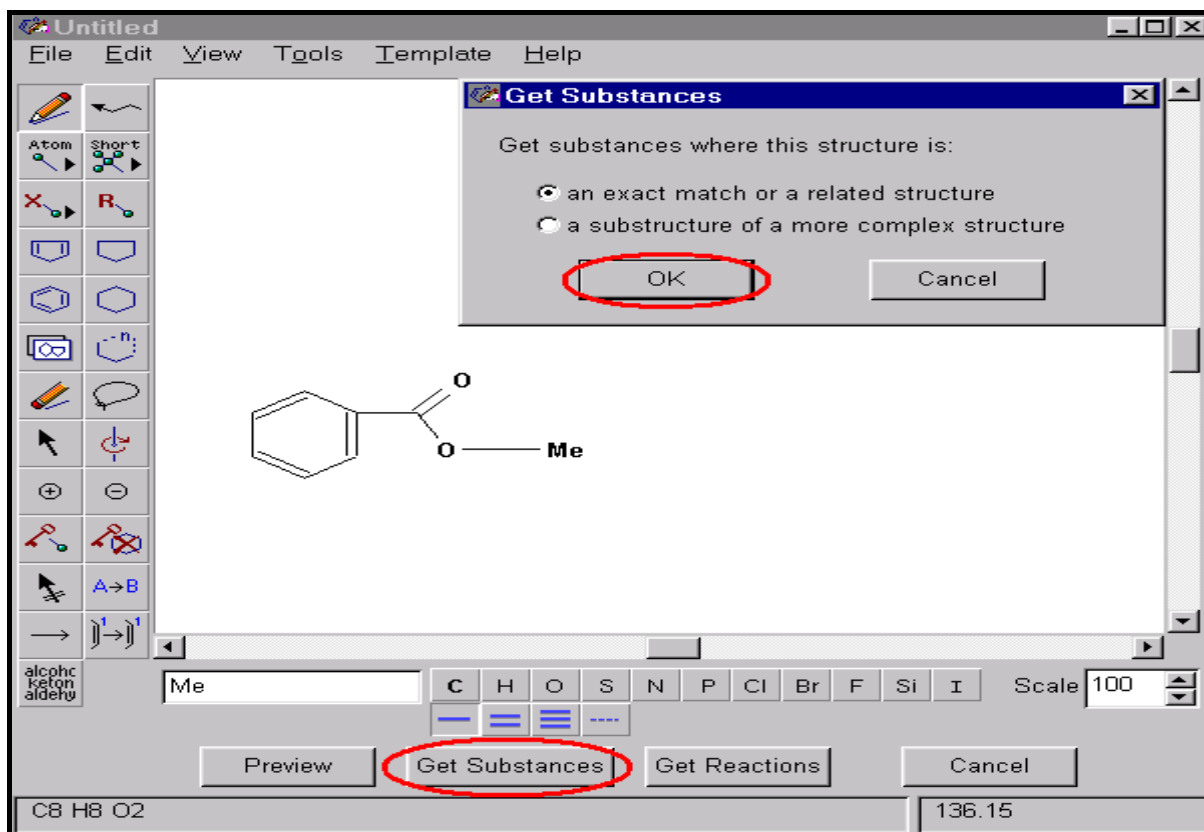 Untitled
File Edit View Tools Template Help
Get Substances
Get substances where this structure is:
an exact match or a related structure
a substructure of a more complex structure
OK Cancel
Atom Short
X R
n
O
O Me
A→B
1 1
alcohc
keton
aldehy
Me C H O S N P Cl Br F Si I Scale 100
Preview Get Substances Get Reactions Cancel
C8 H8 O2 136.15